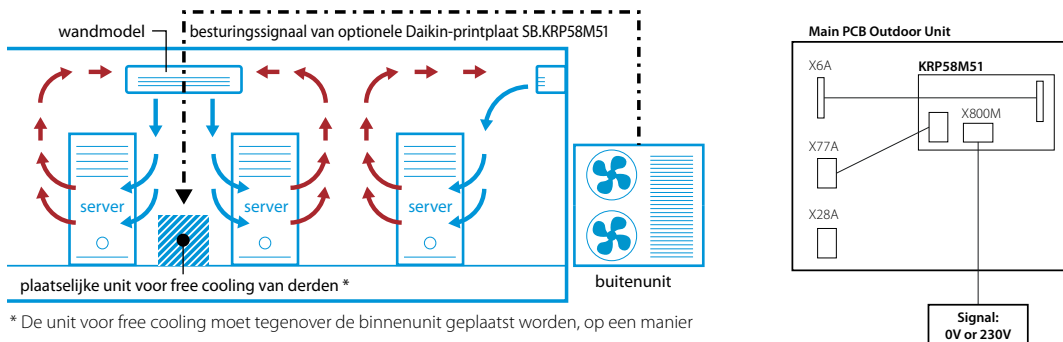 wandmodel
besturingssignaal van optionele Daikin-printplaat SB.KRP58M51
server
server
server
plaatselijke unit voor free cooling van derden *
buitenunit
* De unit voor free cooling moet tegenover de binnenunit geplaatst worden, op een manier
Main PCB Outdoor Unit
X6A
KRP58M51
X800M
X77A
X28A
Signal:
0V or 230V